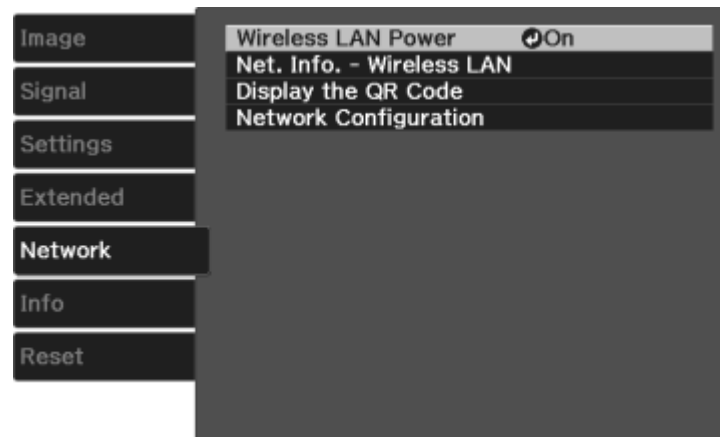 Image
Signal
Settings
Extended
Network
Info
Reset
Wireless LAN Power On
Net. Info. - Wireless LAN
Display the QR Code
Network Configuration